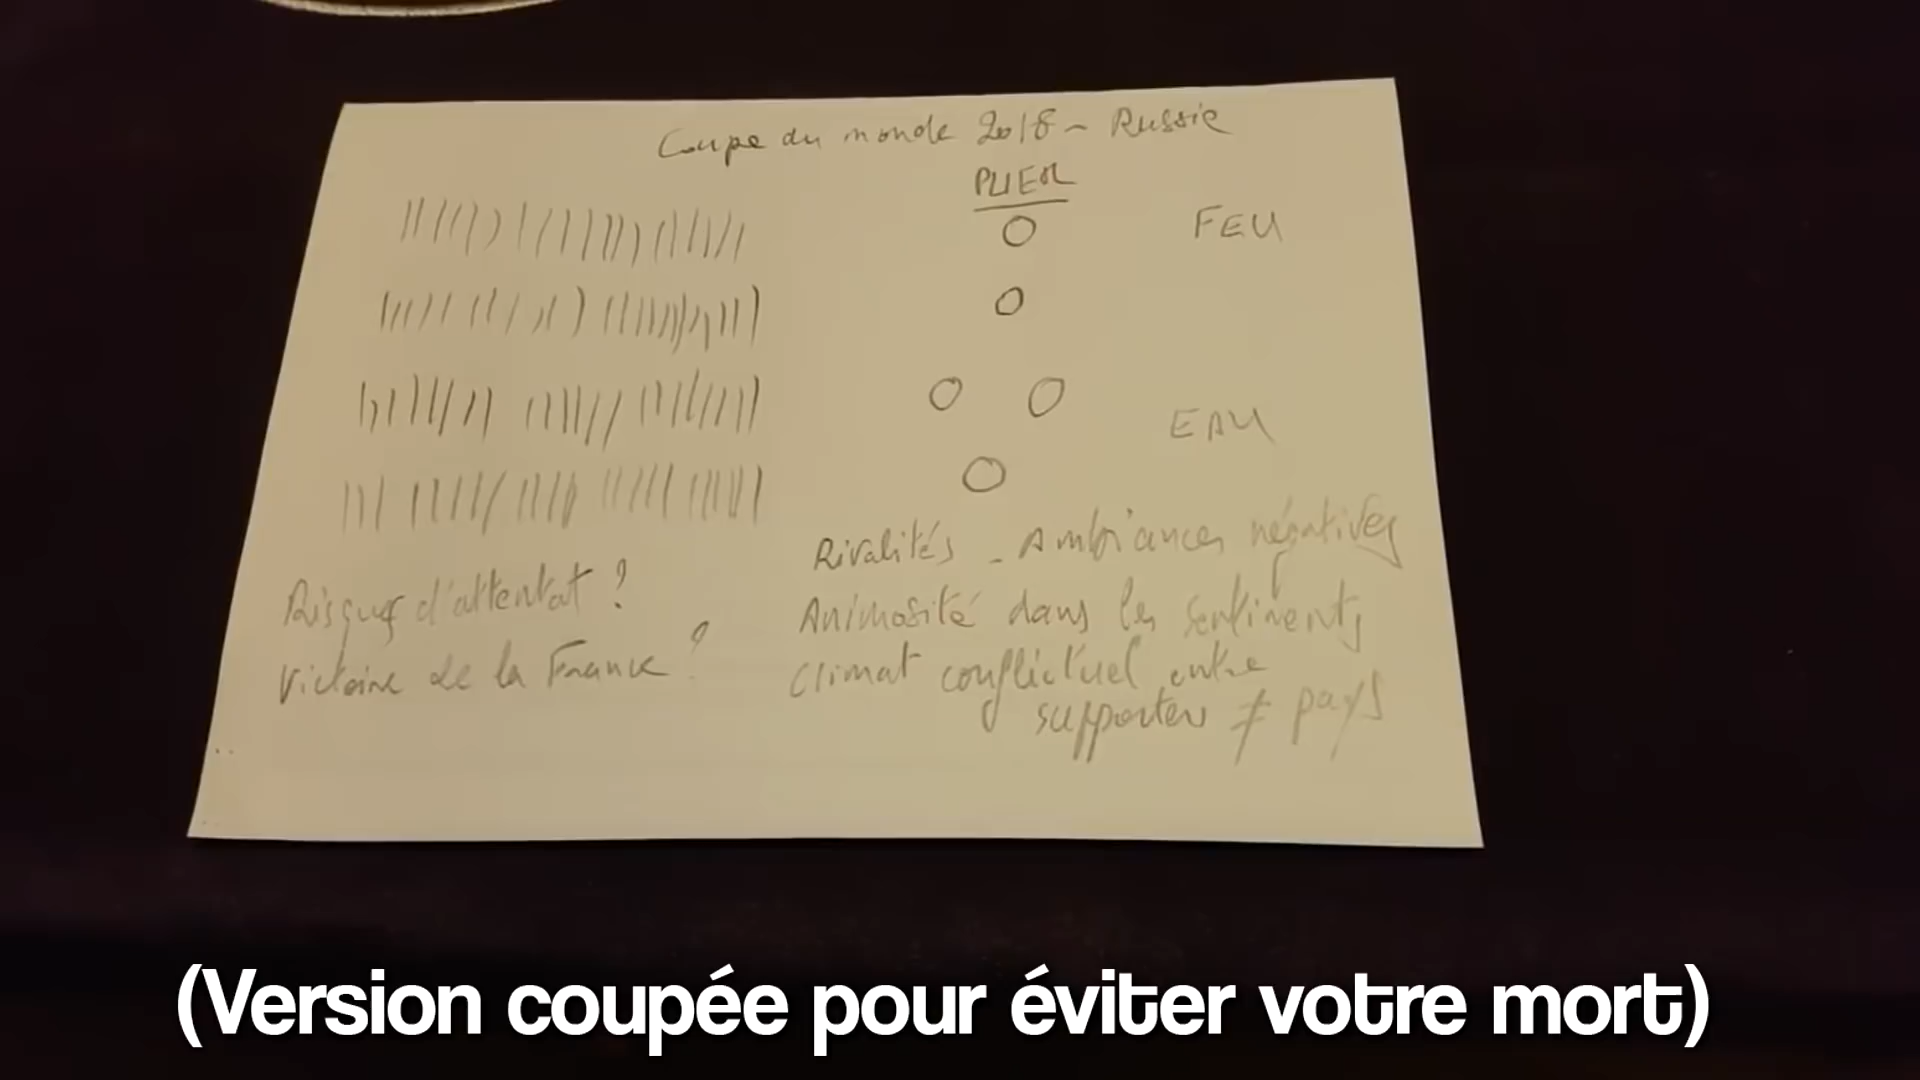 Coupe du monde 2018 - Russie
PUER
FEU
EAU
Risques d'attentat ?
Victoire de la France ?
Rivalités - Ambiances négatives
Animosité dans les sentiments
Climat conflictuel entre
supporters ≠ pays
(Version coupée pour éviter votre mort)